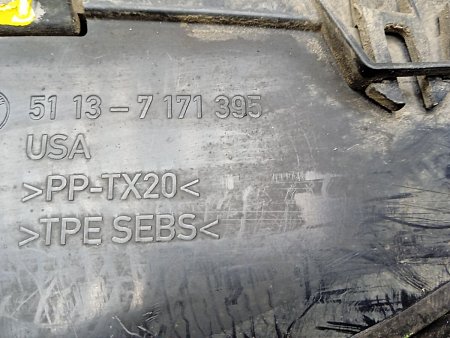 51 13-7 171 395
USA
>PP-TX20<
>TPE SEBS<